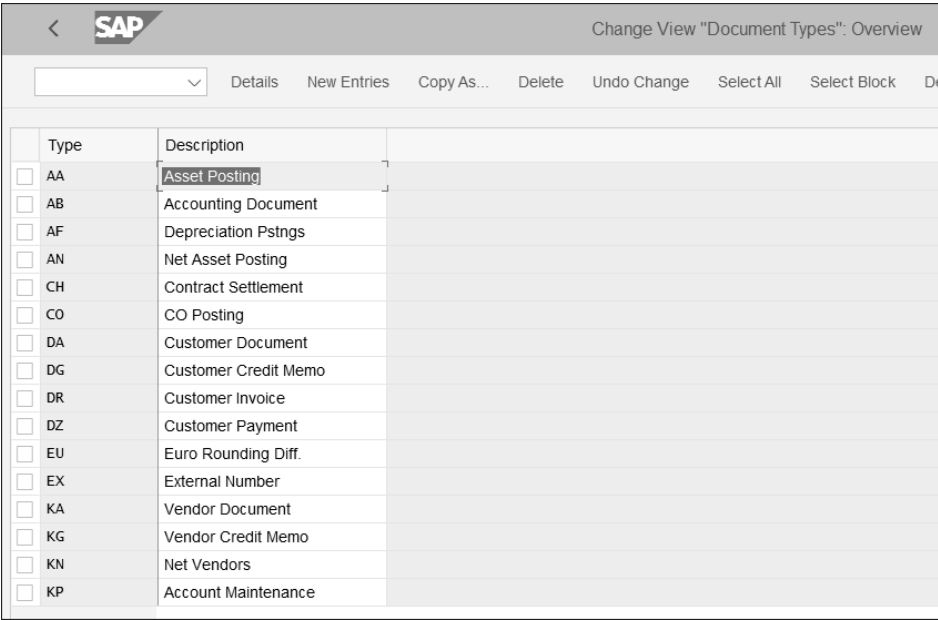 SAP Change View "Document Types": Overview
Details New Entries Copy As... Delete Undo Change Select All Select Block
Type Description
AA Asset Posting
AB Accounting Document
AF Depreciation Pstngs
AN Net Asset Posting
CH Contract Settlement
CO CO Posting
DA Customer Document
DG Customer Credit Memo
DR Customer Invoice
DZ Customer Payment
EU Euro Rounding Diff.
EX External Number
KA Vendor Document
KG Vendor Credit Memo
KN Net Vendors
KP Account Maintenance